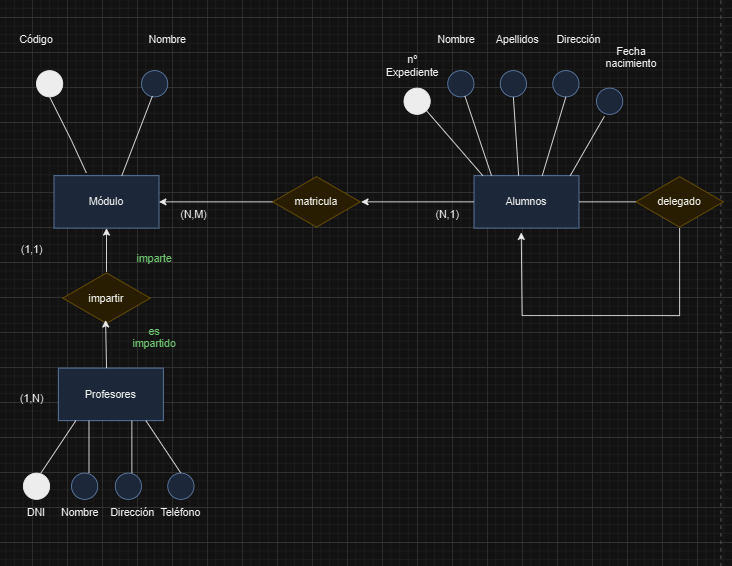 Código
Nombre
nº
Expediente
Nombre
Apellidos
Dirección
Fecha
nacimiento
Módulo
(N,M)
matricula
(N,1)
Alumnos
delegado
(1,1)
imparte
impartir
es
impartido
Profesores
(1,N)
DNI
Nombre
Dirección
Teléfono